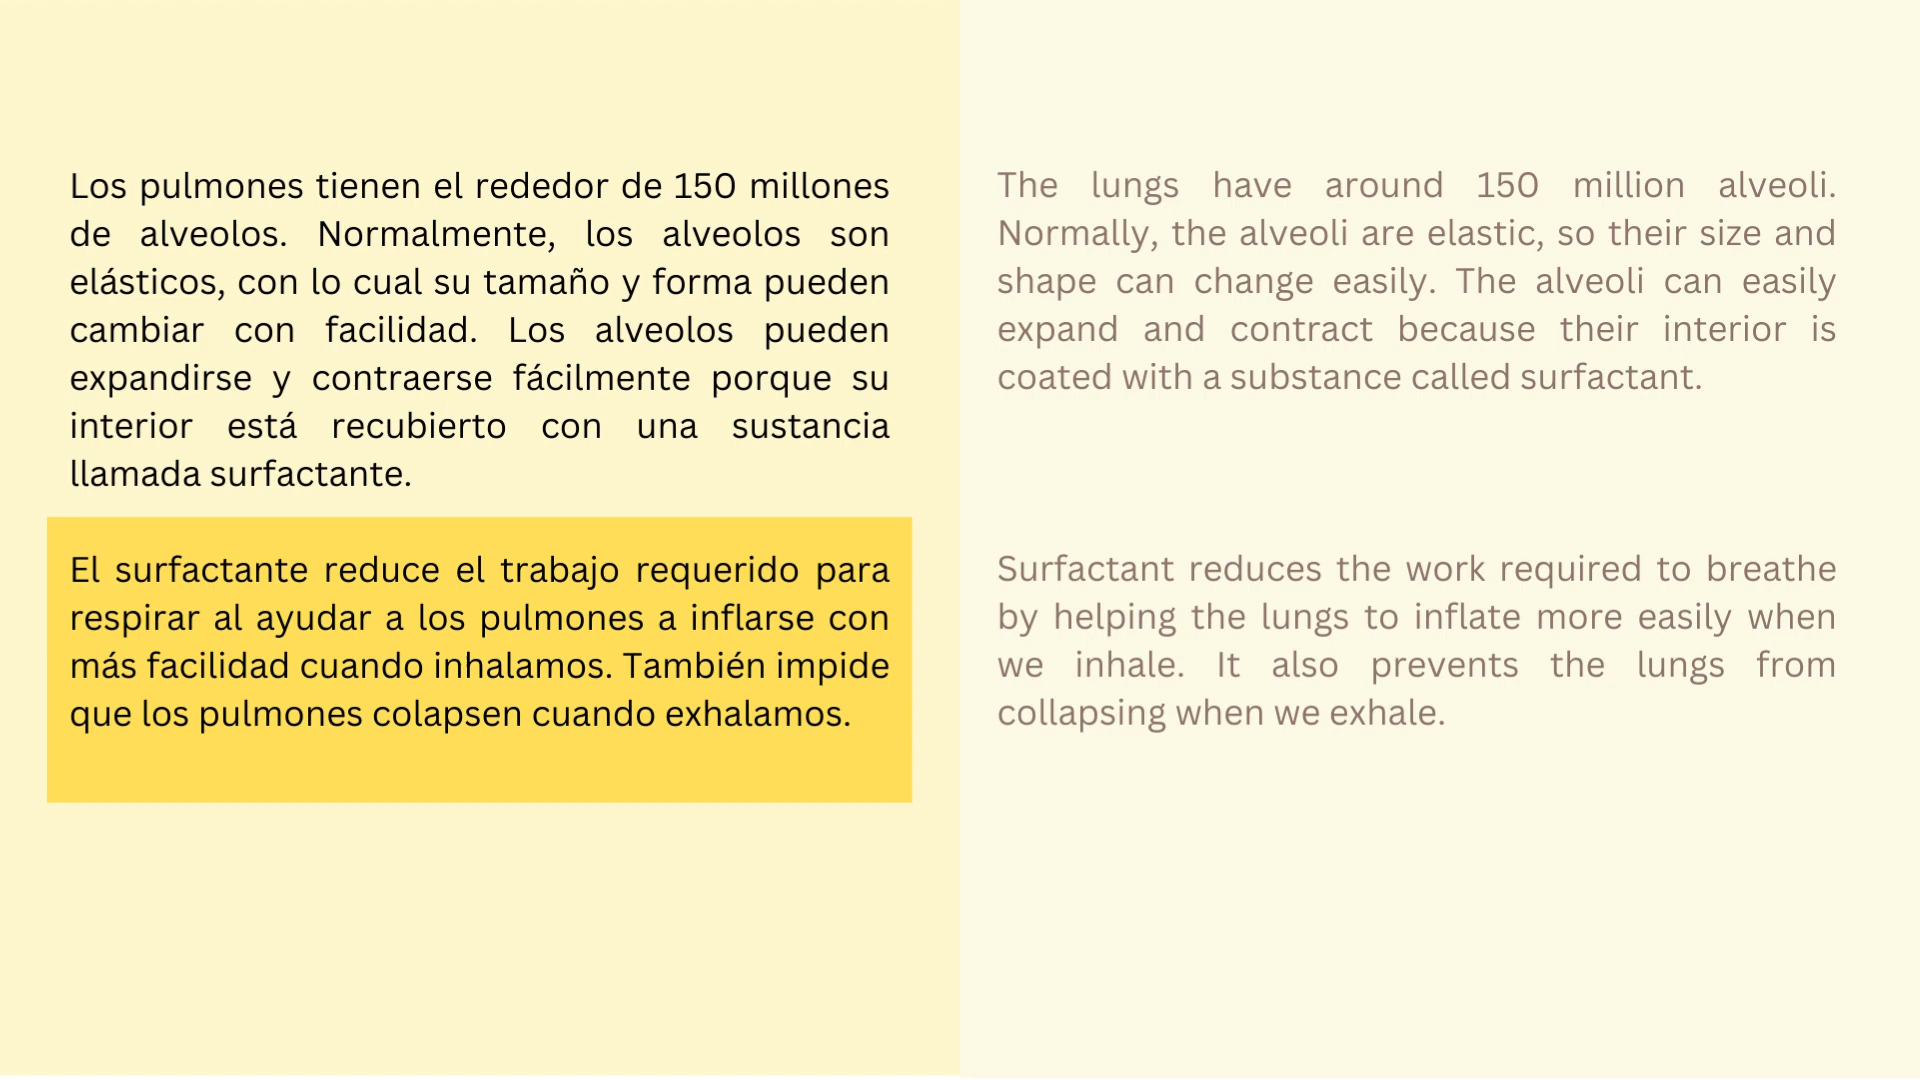 Los pulmones tienen el rededor de 150 millones
de alveolos. Normalmente, los alveolos son
elásticos, con lo cual su tamaño y forma pueden
cambiar con facilidad. Los alveolos pueden
expandirse y contraerse fácilmente porque su
interior está recubierto con una sustancia
llamada surfactante.
El surfactante reduce el trabajo requerido para
respirar al ayudar a los pulmones a inflarse con
más facilidad cuando inhalamos. También impide
que los pulmones colapsen cuando exhalamos.
The lungs have around 150 million alveoli.
Normally, the alveoli are elastic, so their size and
shape can change easily. The alveoli can easily
expand and contract because their interior is
coated with a substance called surfactant.
Surfactant reduces the work required to breathe
by helping the lungs to inflate more easily when
we inhale. It also prevents the lungs from
collapsing when we exhale.